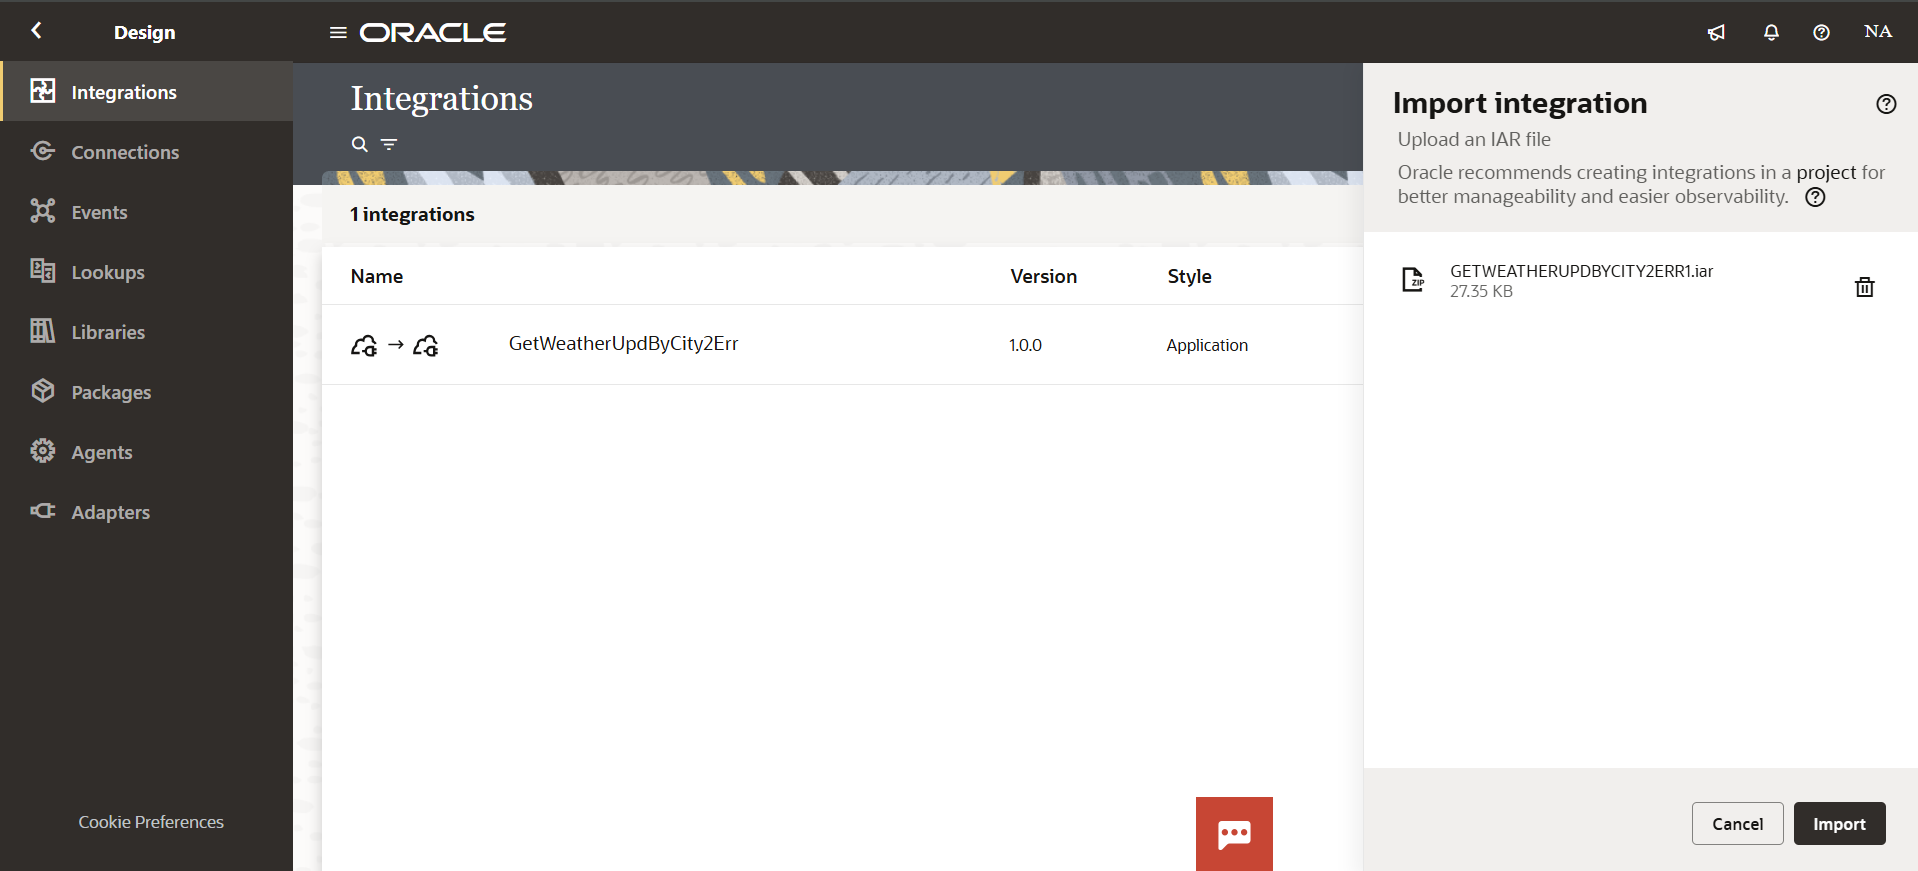 Design
ORACLE
NA
Integrations
Connections
Events
Lookups
Libraries
Packages
Agents
Adapters
Cookie Preferences
Integrations
1 integrations
Name Version Style
GetWeatherUpdByCity2Err 1.0.0 Application
Import integration
Upload an IAR file
Oracle recommends creating integrations in a project for
better manageability and easier observability.
ZIP
GETWEATHERUPDBYCITY2ERR1.iar
27.35 KB
Cancel Import